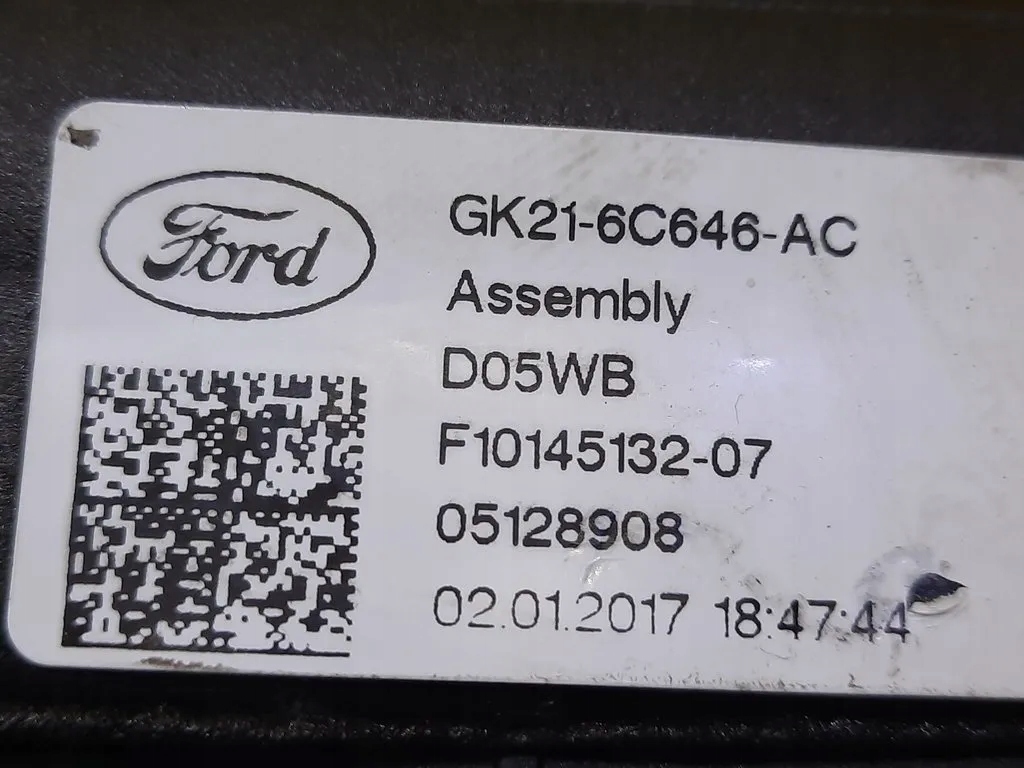 Ford
GK21-6C646-AC
Assembly
D05WB
F10145132-07
05128908
02.01.2017 18:47:44